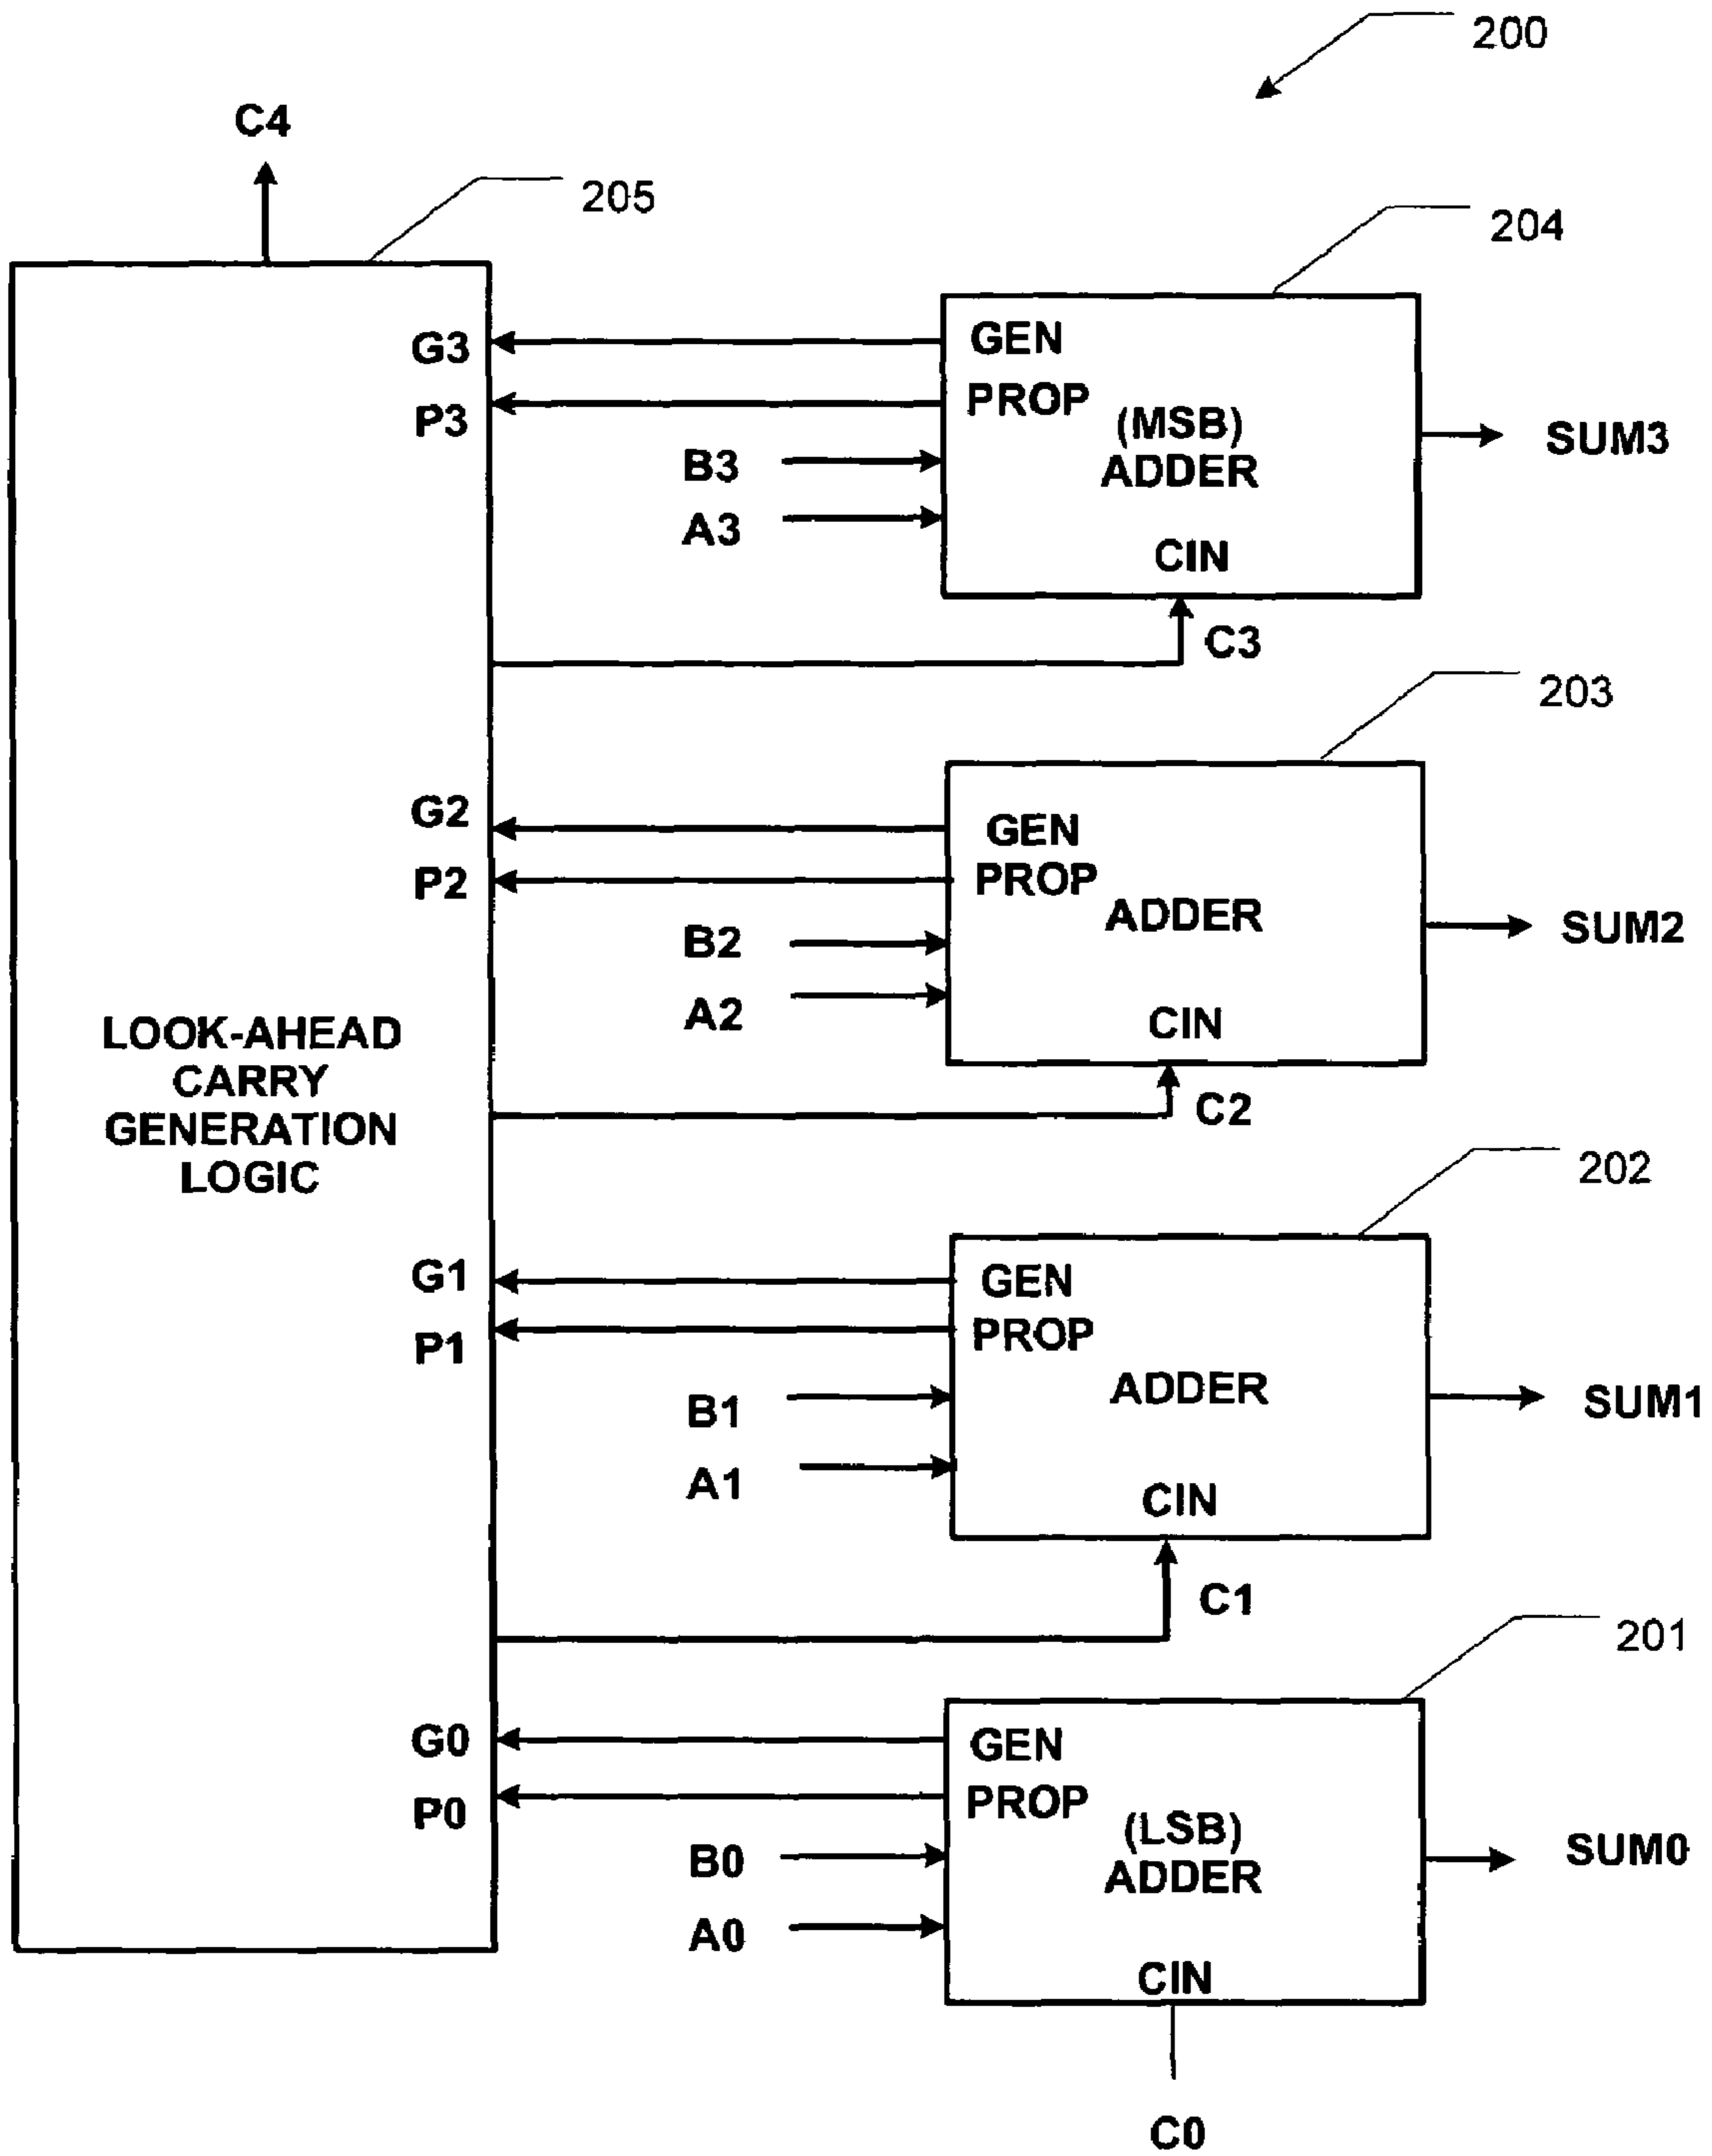 200
C4
205
204
G3
GEN
P3
PROP
(MSB)
ADDER
SUM3
B3
A3
CIN
C3
203
G2
GEN
P2
PROP
ADDER
SUM2
B2
A2
CIN
C2
LOOK-AHEAD
CARRY
GENERATION
LOGIC
202
G1
GEN
P1
PROP
ADDER
SUM1
B1
A1
CIN
C1
201
G0
GEN
P0
PROP
(LSB)
ADDER
SUM0
B0
A0
CIN
C0